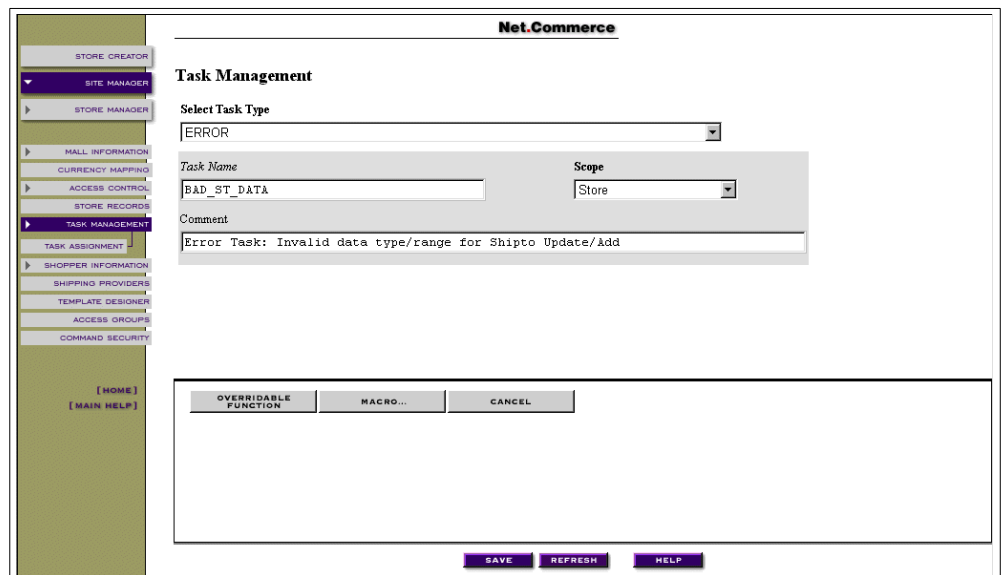 Net.Commerce
STORE CREATOR
SITE MANAGER
STORE MANAGER
MALL INFORMATION
CURRENCY MAPPING
ACCESS CONTROL
STORE RECORDS
TASK MANAGEMENT
TASK ASSIGNMENT
SHOPPER INFORMATION
SHIPPING PROVIDERS
TEMPLATE DESIGNER
ACCESS GROUPS
COMMAND SECURITY
[HOME]
[MAIN HELP]
Task Management
Select Task Type
ERROR
Task Name Scope
BAD_ST_DATA Store
Comment
Error Task: Invalid data type/range for Shipto Update/Add
OVERRIDABLE
FUNCTION
MACRO...
CANCEL
SAVE REFRESH HELP